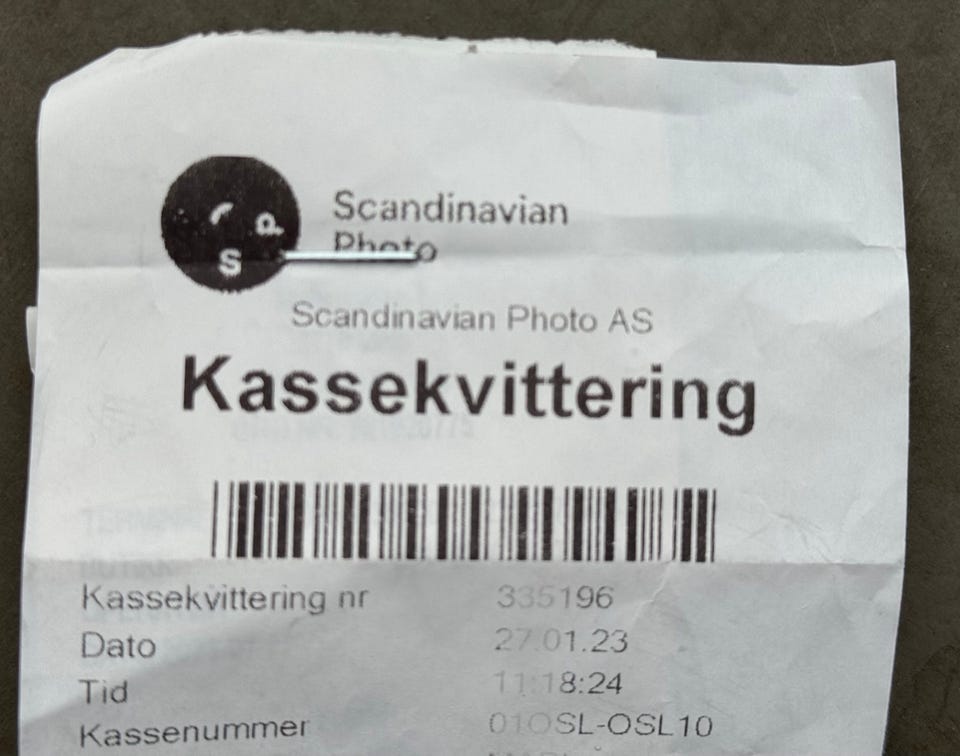 Scandinavian
Photo
S
Scandinavian Photo AS
Kassekvittering
Kassekvittering nr 335196
Dato 27.01.23
Tid 11:18:24
Kassenummer 01OSL-OSL10